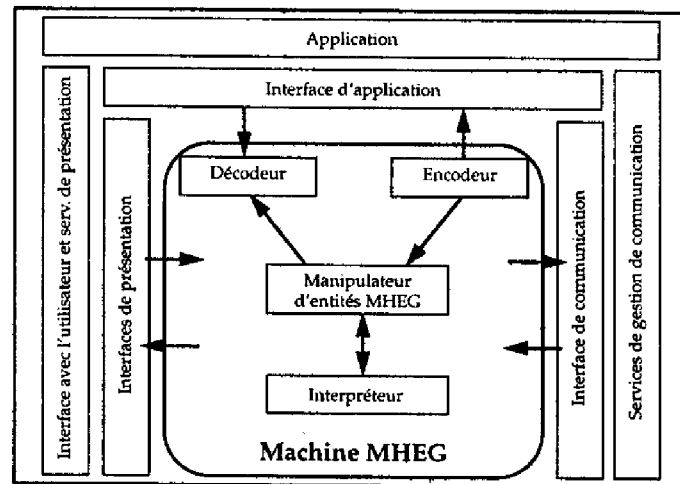 Application
Interface d'application
Interface avec l'utilisateur et serv. de présentation
Interfaces de présentation
Décodeur
Encodeur
Manipulateur
d'entités MHEG
Interpréteur
Machine MHEG
Interface de communication
Services de gestion de communication